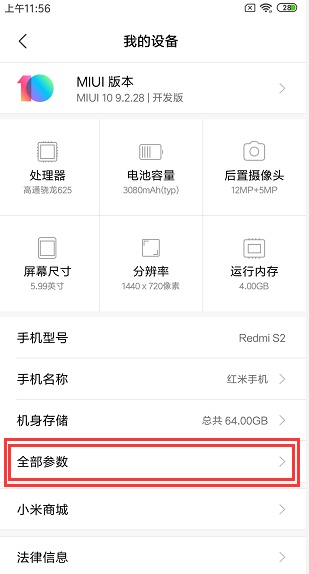 上午11:56
28
我的设备
MIUI 版本
MIUI 10 9.2.28 | 开发版
处理器
高通骁龙625
电池容量
3080mAh(typ)
后置摄像头
12MP+5MP
屏幕尺寸
5.99英寸
分辨率
1440 x 720像素
运行内存
4.00GB
手机型号 Redmi S2
手机名称 红米手机
机身存储 总共 64.00GB
全部参数
小米商城
法律信息